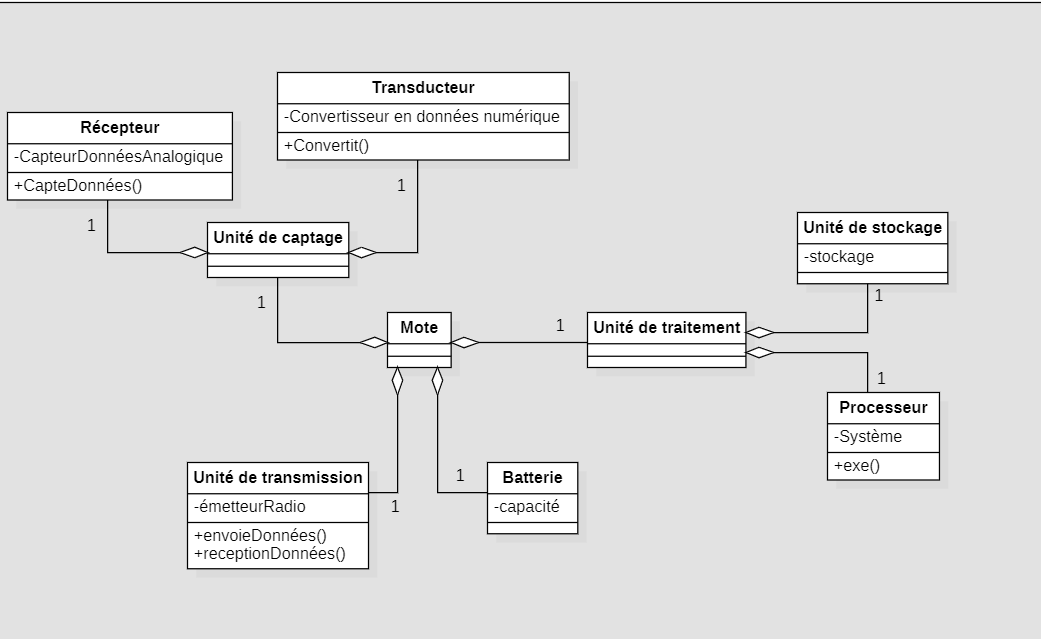 Transducteur
-Convertisseur en données numérique
+Convertit()
1
Récepteur
-CapteurDonnéesAnalogique
+CapteDonnées()
1
Unité de captage
1
Mote
1
Unité de traitement
Unité de stockage
-stockage
1
1
Processeur
-Système
+exe()
Unité de transmission
-émetteurRadio
+envoieDonnées()
+receptionDonnées()
1
1
Batterie
-capacité